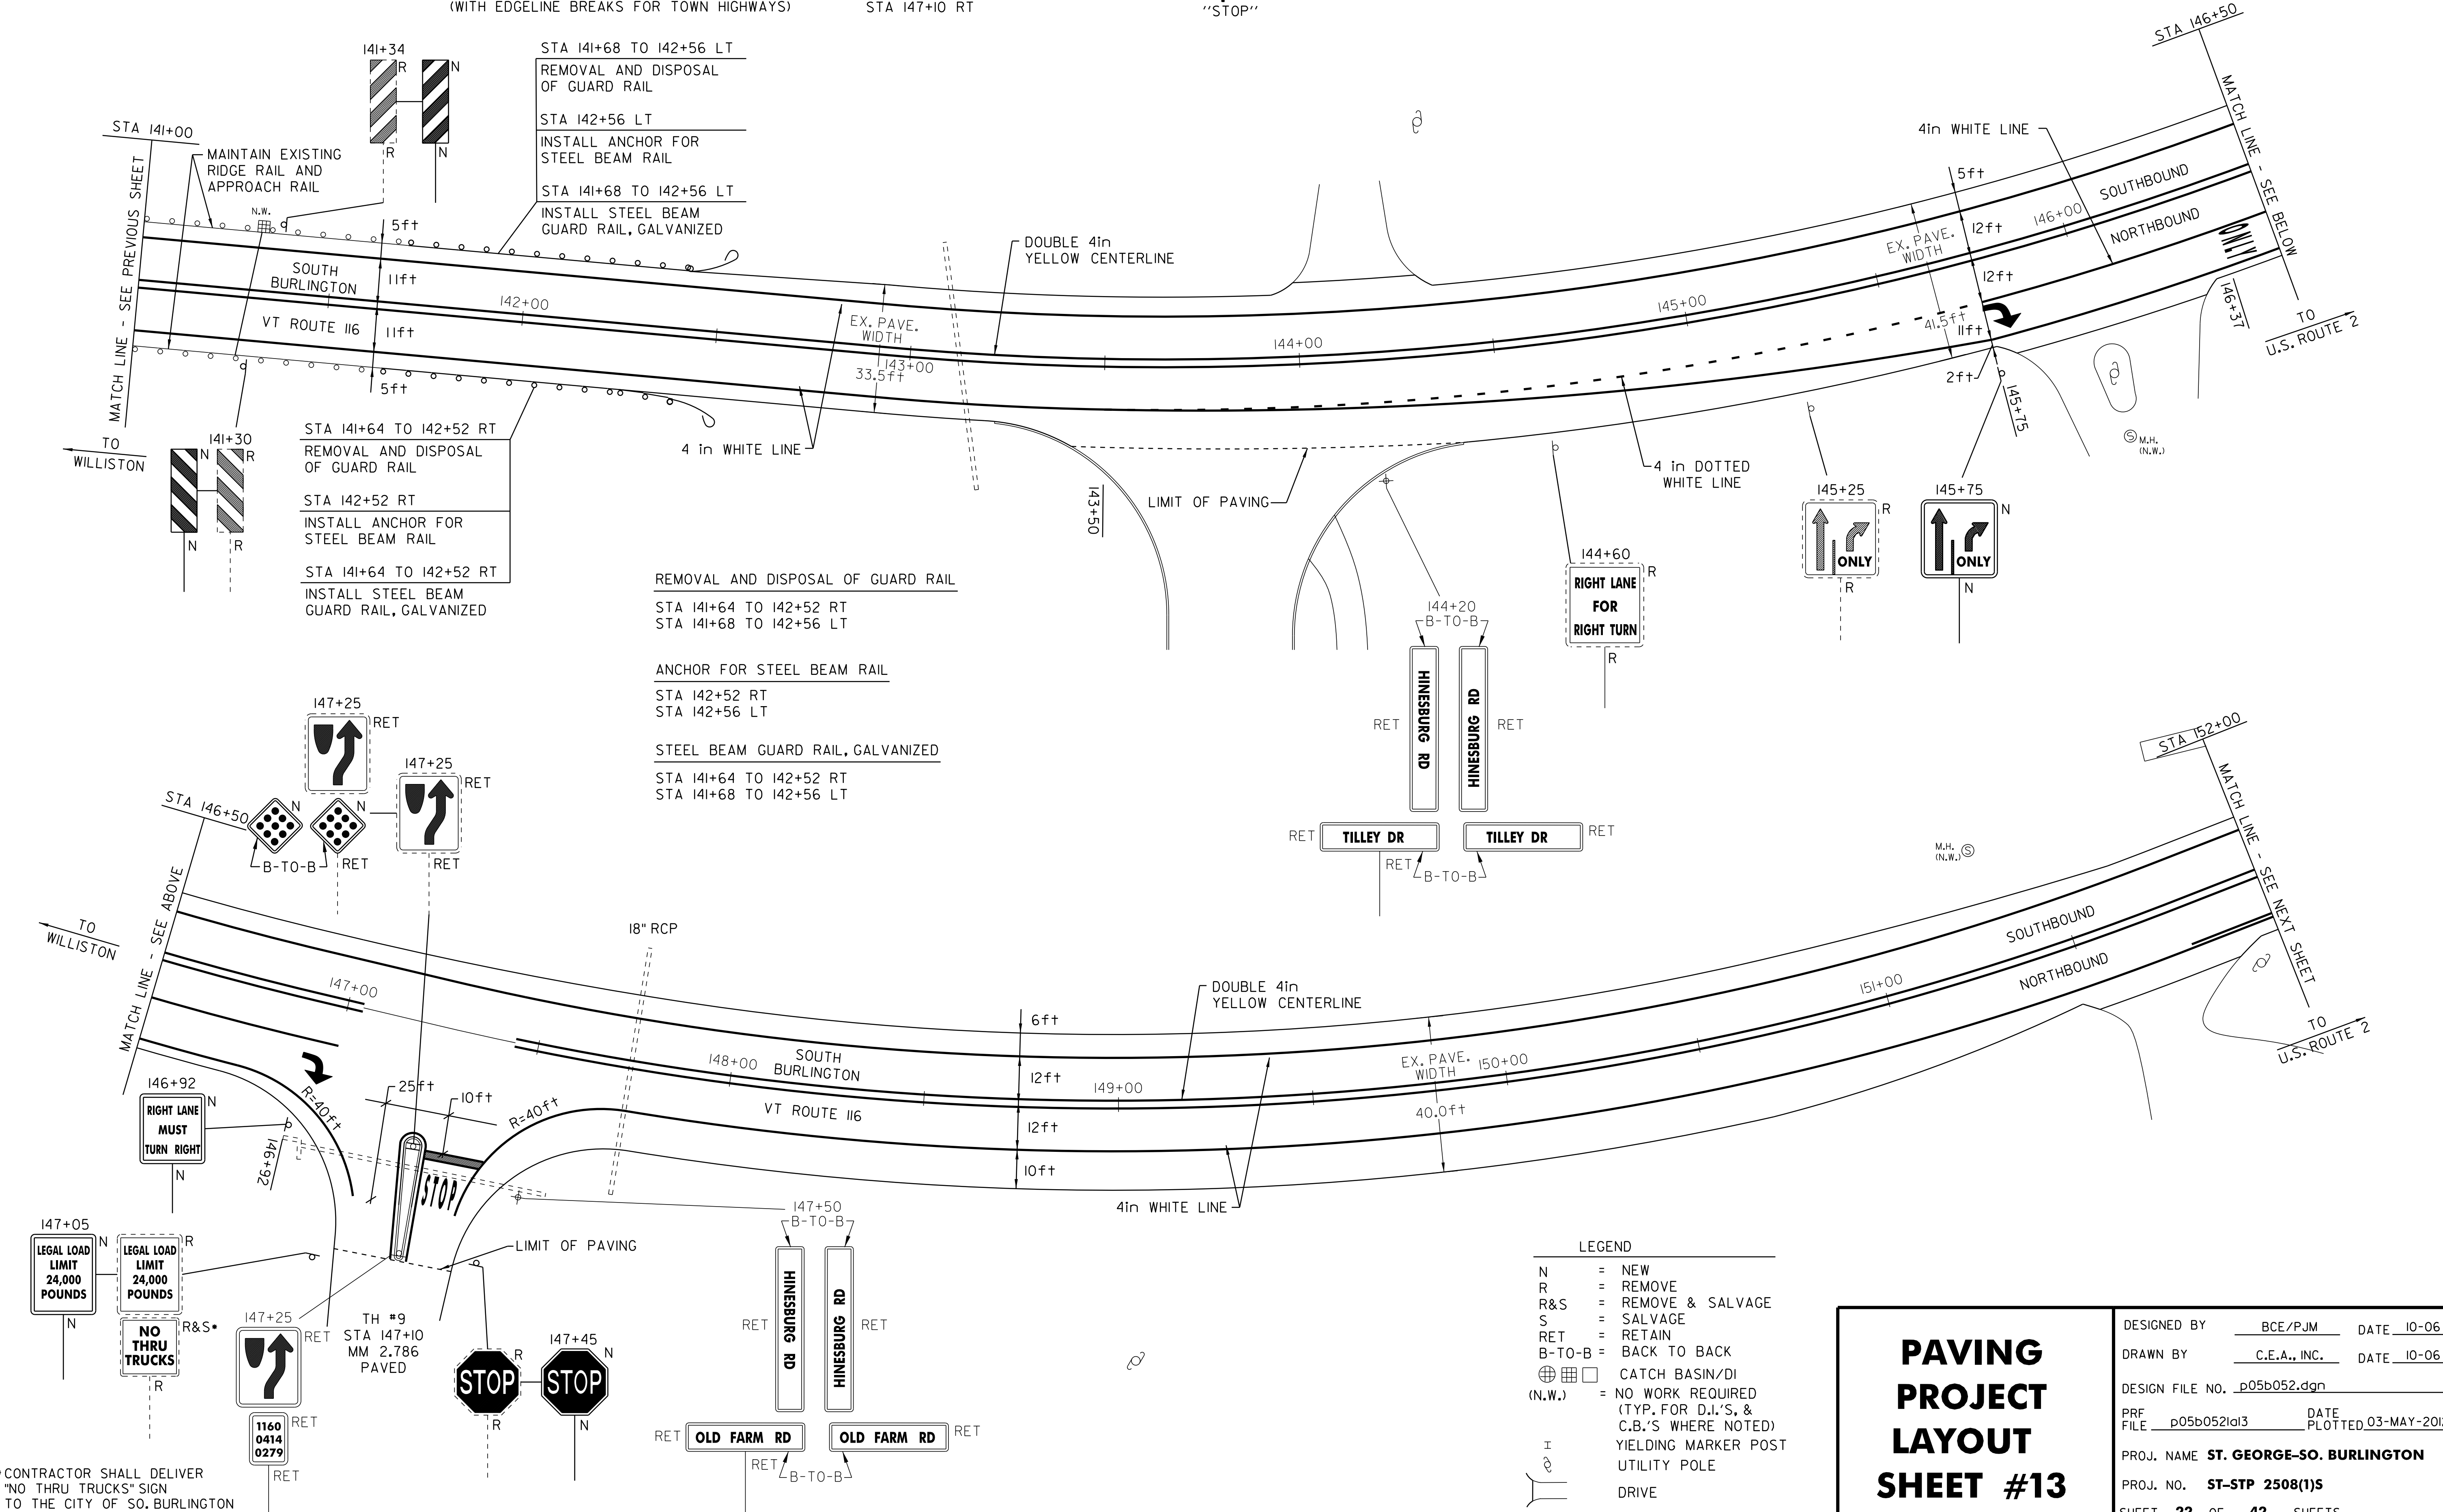 (WITH EDGELINE BREAKS FOR TOWN HIGHWAYS)
STA 147+10 RT
"STOP"
STA 146+50
141+34
R
N
R
N
STA 141+68 TO 142+56 LT
REMOVAL AND DISPOSAL
OF GUARD RAIL
STA 142+56 LT
INSTALL ANCHOR FOR
STEEL BEAM RAIL
STA 141+68 TO 142+56 LT
INSTALL STEEL BEAM
GUARD RAIL, GALVANIZED
STA 141+00
MATCH LINE - SEE PREVIOUS SHEET
MAINTAIN EXISTING
RIDGE RAIL AND
APPROACH RAIL
N.W.
5ft
11ft
11ft
5ft
SOUTH
BURLINGTON
VT ROUTE 116
142+00
EX. PAVE.
WIDTH
143+00
33.5ft
DOUBLE 4in
YELLOW CENTERLINE
144+00
145+00
EX. PAVE.
WIDTH
41.5ft
4in WHITE LINE
5ft
12ft
12ft
11ft
2ft
146+00
SOUTHBOUND
NORTHBOUND
ONLY
MATCH LINE - SEE BELOW
146+37
TO
U.S. ROUTE 2
145+75
M.H.
(N.W.)
TO
WILLISTON
141+30
N
R
N
R
STA 141+64 TO 142+52 RT
REMOVAL AND DISPOSAL
OF GUARD RAIL
STA 142+52 RT
INSTALL ANCHOR FOR
STEEL BEAM RAIL
STA 141+64 TO 142+52 RT
INSTALL STEEL BEAM
GUARD RAIL, GALVANIZED
4 in WHITE LINE
143+50
LIMIT OF PAVING
4 in DOTTED
WHITE LINE
145+25
R
ONLY
R
145+75
N
ONLY
N
144+60
R
RIGHT LANE
FOR
RIGHT TURN
R
144+20
B-TO-B
RET
HINESBURG RD
HINESBURG RD
RET
RET
TILLEY DR
TILLEY DR
RET
RET
B-TO-B
REMOVAL AND DISPOSAL OF GUARD RAIL
STA 141+64 TO 142+52 RT
STA 141+68 TO 142+56 LT
ANCHOR FOR STEEL BEAM RAIL
STA 142+52 RT
STA 142+56 LT
STEEL BEAM GUARD RAIL, GALVANIZED
STA 141+64 TO 142+52 RT
STA 141+68 TO 142+56 LT
147+25
RET
147+25
RET
N
N
B-TO-B
RET
RET
STA 146+50
MATCH LINE - SEE ABOVE
TO
WILLISTON
147+00
18" RCP
148+00
SOUTH
BURLINGTON
VT ROUTE 116
6ft
12ft
12ft
10ft
149+00
DOUBLE 4in
YELLOW CENTERLINE
EX. PAVE.
WIDTH
150+00
40.0ft
151+00
SOUTHBOUND
NORTHBOUND
M.H.
(N.W.)
STA 152+00
MATCH LINE - SEE NEXT SHEET
TO
U.S. ROUTE 2
4in WHITE LINE
R=40ft
25ft
10ft
R=40ft
STOP
146+92
N
RIGHT LANE
MUST
TURN RIGHT
N
146+92
147+05
N
LEGAL LOAD
LIMIT
24,000
POUNDS
N
R
LEGAL LOAD
LIMIT
24,000
POUNDS
NO
THRU
TRUCKS
R&S*
R
147+25
RET
1160
0414
0279
RET
RET
TH #9
STA 147+10
MM 2.786
PAVED
LIMIT OF PAVING
R
STOP
R
147+45
N
STOP
N
147+50
B-TO-B
RET
HINESBURG RD
HINESBURG RD
RET
RET
OLD FARM RD
OLD FARM RD
RET
RET
B-TO-B
CONTRACTOR SHALL DELIVER
"NO THRU TRUCKS" SIGN
TO THE CITY OF SO. BURLINGTON
LEGEND
N = NEW
R = REMOVE
R&S = REMOVE & SALVAGE
S = SALVAGE
RET = RETAIN
B-TO-B = BACK TO BACK
CATCH BASIN/DI
(N.W.) = NO WORK REQUIRED
(TYP. FOR D.I.'S, &
C.B.'S WHERE NOTED)
YIELDING MARKER POST
UTILITY POLE
DRIVE
PAVING
PROJECT
LAYOUT
SHEET #13
DESIGNED BY BCE/PJM DATE 10-06
DRAWN BY C.E.A., INC. DATE 10-06
DESIGN FILE NO. p05b052.dgn
PRF
FILE p05b052la13 DATE
PLOTTED 03-MAY-201
PROJ. NAME ST. GEORGE-SO. BURLINGTON
PROJ. NO. ST-STP 2508(1)S
SHEET 22 OF 42 SHEETS